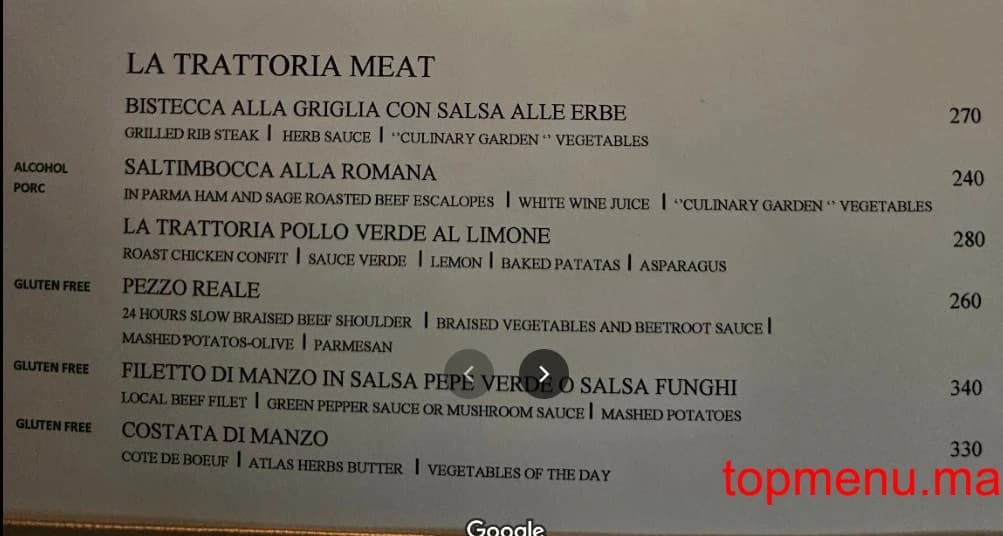 LA TRATTORIA MEAT
BISTECCA ALLA GRIGLIA CON SALSA ALLE ERBE 270
GRILLED RIB STEAK | HERB SAUCE | ‘’CULINARY GARDEN ‘’ VEGETABLES
ALCOHOL SALTIMBOCCA ALLA ROMANA 240
PORC IN PARMA HAM AND SAGE ROASTED BEEF ESCALOPES | WHITE WINE JUICE | ‘’CULINARY GARDEN ‘’ VEGETABLES
LA TRATTORIA POLLO VERDE AL LIMONE 280
ROAST CHICKEN CONFIT | SAUCE VERDE | LEMON | BAKED PATATAS | ASPARAGUS
GLUTEN FREE PEZZO REALE 260
24 HOURS SLOW BRAISED BEEF SHOULDER | BRAISED VEGETABLES AND BEETROOT SAUCE |
MASHED POTATOS-OLIVE | PARMESAN
GLUTEN FREE FILETTO DI MANZO IN SALSA PEPE VERDE O SALSA FUNGHI 340
LOCAL BEEF FILET | GREEN PEPPER SAUCE OR MUSHROOM SAUCE | MASHED POTATOES
GLUTEN FREE COSTATA DI MANZO 330
COTE DE BOEUF | ATLAS HERBS BUTTER | VEGETABLES OF THE DAY
topmenu.ma
Google